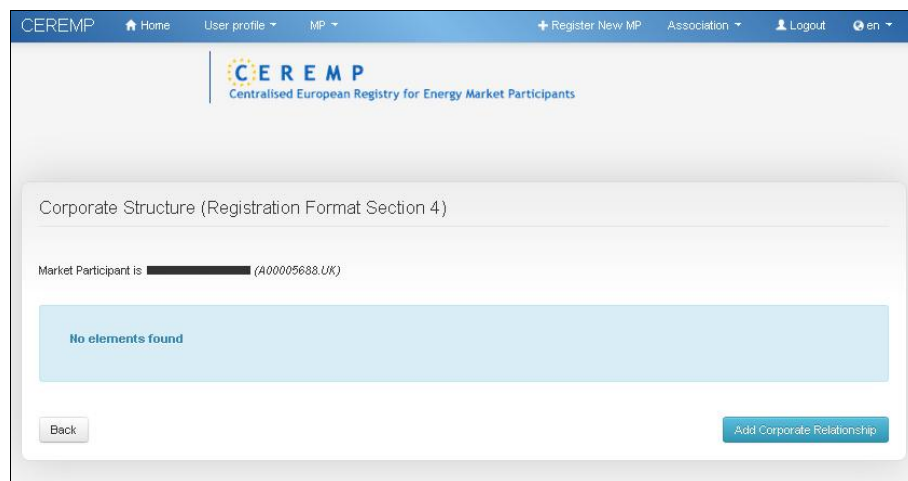 CEREMP Home User profile MP Register New MP Association Logout en
CEREMP
Centralised European Registry for Energy Market Participants
Corporate Structure (Registration Format Section 4)
Market Participant is (A00005688.UK)
No elements found
Back Add Corporate Relationship